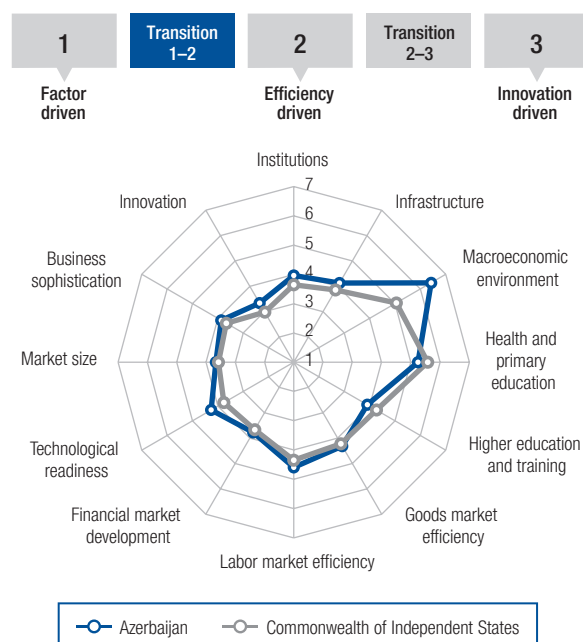 1
Transition
1–2
2
Transition
2–3
3
Factor
driven
Efficiency
driven
Innovation
driven
Institutions
7
6
5
4
3
2
1
Infrastructure
Macroeconomic
environment
Health and
primary
education
Higher education
and training
Goods market
efficiency
Labor market efficiency
Financial market
development
Technological
readiness
Market size
Business
sophistication
Innovation
Azerbaijan
Commonwealth of Independent States